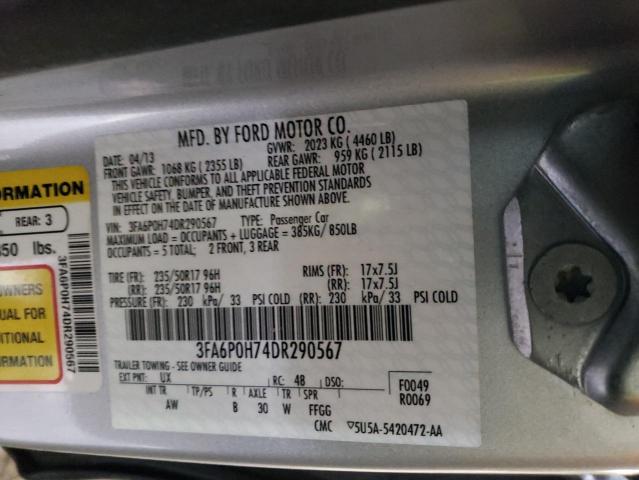 MFD. BY FORD MOTOR CO.
DATE: 04/13 GVWR: 2023 KG ( 4460 LB)
FRONT GAWR: 1068 KG ( 2355 LB) REAR GAWR: 959 KG ( 2115 LB)
THIS VEHICLE CONFORMS TO ALL APPLICABLE FEDERAL MOTOR
VEHICLE SAFETY, BUMPER, AND THEFT PREVENTION STANDARDS
IN EFFECT ON THE DATE OF MANUFACTURE SHOWN ABOVE.
VIN: 3FA6P0H74DR290567 TYPE: Passenger Car
MAXIMUM LOAD = OCCUPANTS + LUGGAGE = 385KG/ 850LB
OCCUPANTS = 5 TOTAL; 2 FRONT, 3 REAR
TIRE (FR): 235/50R17 96H RIMS (FR): 17x7.5J
(RR): 235/50R17 96H (RR): 17x7.5J
PRESSURE (FR): 230 kPa/ 33 PSI COLD (RR): 230 kPa/ 33 PSI COLD
3FA6P0H74DR290567
TRAILER TOWING - SEE OWNER GUIDE
EXT PNT: UX RC: 48 DSO: F0049
INT TR TP/PS R AXLE TR SPR R0069
AW B 30 W FFGG
CMC ▽5U5A-5420472-AA
FORMATION
REAR: 3
850 lbs.
3FA6P0H74DR290567
OWNERS
UAL FOR
DITIONAL
ORMATION